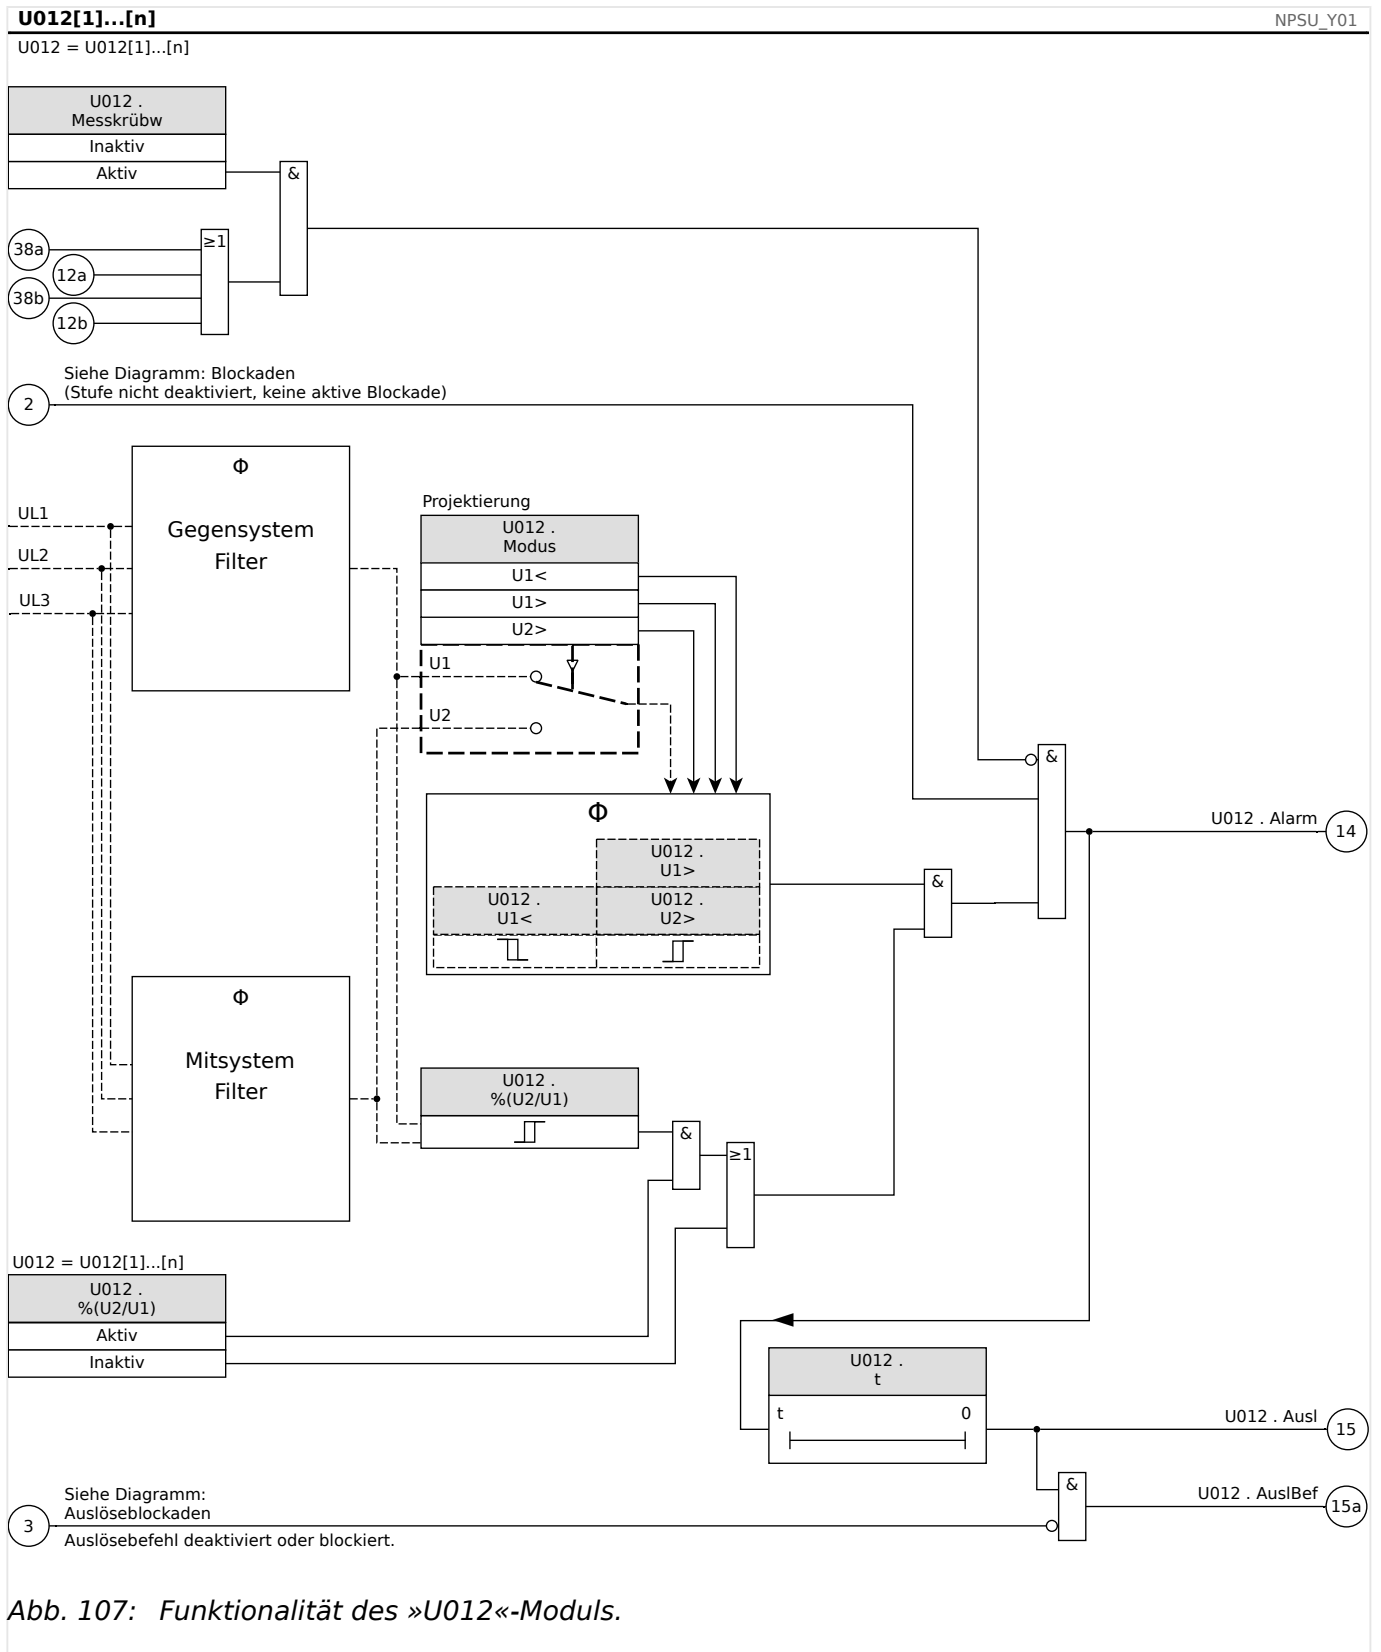 U012[1]...[n]
NPSU_Y01
U012 = U012[1]...[n]
U012 .
Messkrübw
Inaktiv
Aktiv
&
38a
≥1
12a
38b
12b
Siehe Diagramm: Blockaden
(Stufe nicht deaktiviert, keine aktive Blockade)
2
Φ
Gegensystem
Filter
UL1
UL2
UL3
Projektierung
U012 .
Modus
U1<
U1>
U2>
U1
U2
Φ
U012 .
U1>
U012 .
U1<
U012 .
U2>
&
&
U012 . Alarm
14
Φ
Mitsystem
Filter
U012 .
%(U2/U1)
&
≥1
U012 = U012[1]...[n]
U012 .
%(U2/U1)
Aktiv
Inaktiv
U012 .
t
t
0
U012 . Ausl
15
&
U012 . AuslBef
15a
Siehe Diagramm:
Auslöseblockaden
3
Auslösebefehl deaktiviert oder blockiert.
Abb. 107: Funktionalität des »U012«-Moduls.